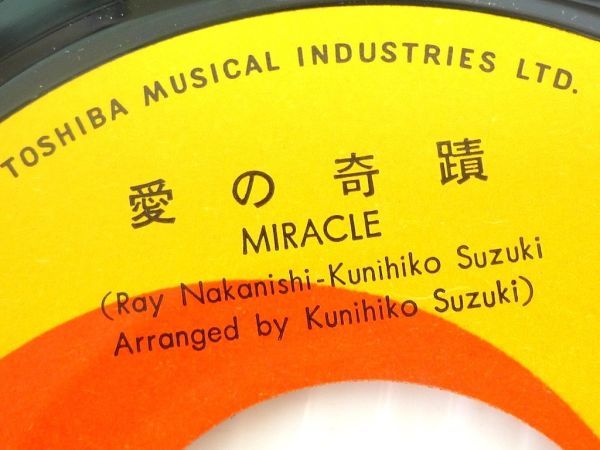 TOSHIBA MUSICAL INDUSTRIES LTD.
愛の奇蹟
MIRACLE
(Ray Nakanishi-Kunihiko Suzuki
Arranged by Kunihiko Suzuki)